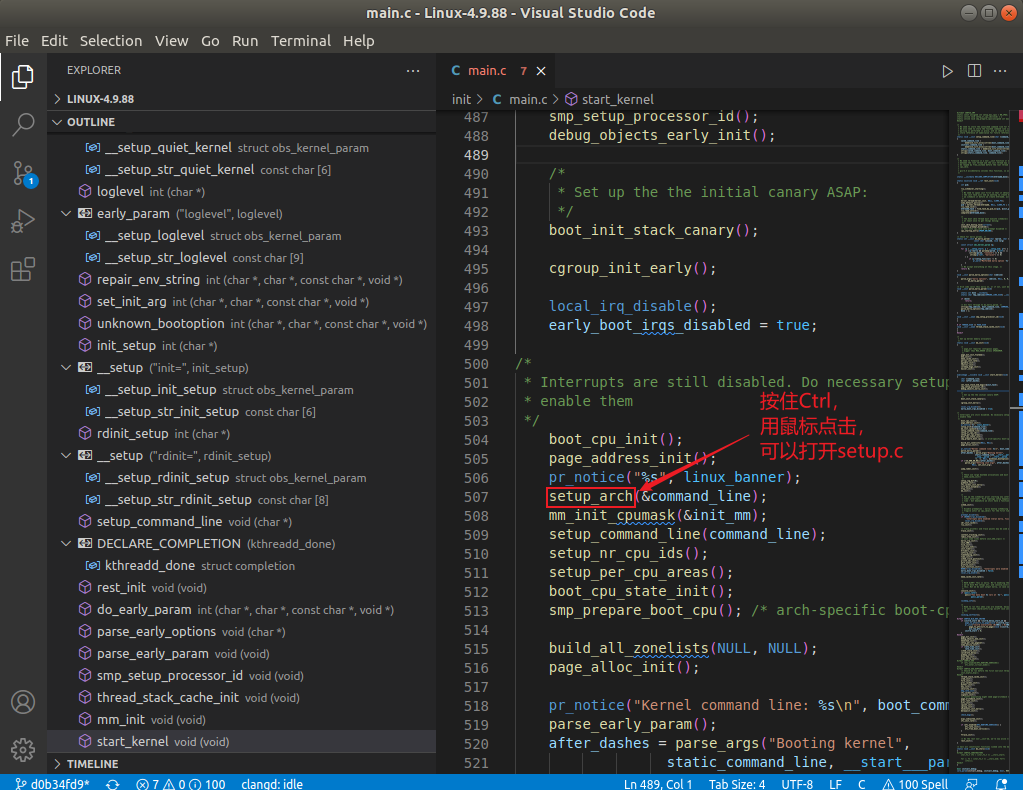 main.c - Linux-4.9.88 - Visual Studio Code
File Edit Selection View Go Run Terminal Help
EXPLORER
LINUX-4.9.88
OUTLINE
__setup_quiet_kernel struct obs_kernel_param
__setup_str_quiet_kernel const char [6]
loglevel int (char *)
early_param ("loglevel", loglevel)
__setup_loglevel struct obs_kernel_param
__setup_str_loglevel const char [9]
repair_env_string int (char *, char *, const char *, void *)
set_init_arg int (char *, char *, const char *, void *)
unknown_bootoption int (char *, char *, const char *, void *)
init_setup int (char *)
__setup ("init=", init_setup)
__setup_init_setup struct obs_kernel_param
__setup_str_init_setup const char [6]
rdinit_setup int (char *)
__setup ("rdinit=", rdinit_setup)
__setup_rdinit_setup struct obs_kernel_param
__setup_str_rdinit_setup const char [8]
setup_command_line void (char *)
DECLARE_COMPLETION (kthreadd_done)
kthreadd_done struct completion
rest_init void (void)
do_early_param int (char *, char *, const char *, void *)
parse_early_options void (char *)
parse_early_param void (void)
smp_setup_processor_id void (void)
thread_stack_cache_init void (void)
mm_init void (void)
start_kernel void (void)
TIMELINE
C main.c 7
init > C main.c > start_kernel
487 smp_setup_processor_id();
488 debug_objects_early_init();
489
490 /*
491 * Set up the the initial canary ASAP:
492 */
493 boot_init_stack_canary();
494
495 cgroup_init_early();
496
497 local_irq_disable();
498 early_boot_irqs_disabled = true;
499
500 /*
501 * Interrupts are still disabled. Do necessary setup
502 * enable them
503 */
504 boot_cpu_init();
505 page_address_init();
506 pr_notice("%s", linux_banner);
507 setup_arch(&command_line);
508 mm_init_cpumask(&init_mm);
509 setup_command_line(command_line);
510 setup_nr_cpu_ids();
511 setup_per_cpu_areas();
512 boot_cpu_state_init();
513 smp_prepare_boot_cpu(); /* arch-specific boot-cp
514
515 build_all_zonelists(NULL, NULL);
516 page_alloc_init();
517
518 pr_notice("Kernel command line: %s\n", boot_comm
519 parse_early_param();
520 after_dashes = parse_args("Booting kernel",
521 static_command_line, __start___par
按住Ctrl，
用鼠标点击，
可以打开setup.c
1
d0b34fd9* 7 0 100 clangd: idle Ln 489, Col 1 Tab Size: 4 UTF-8 LF C 100 Spell